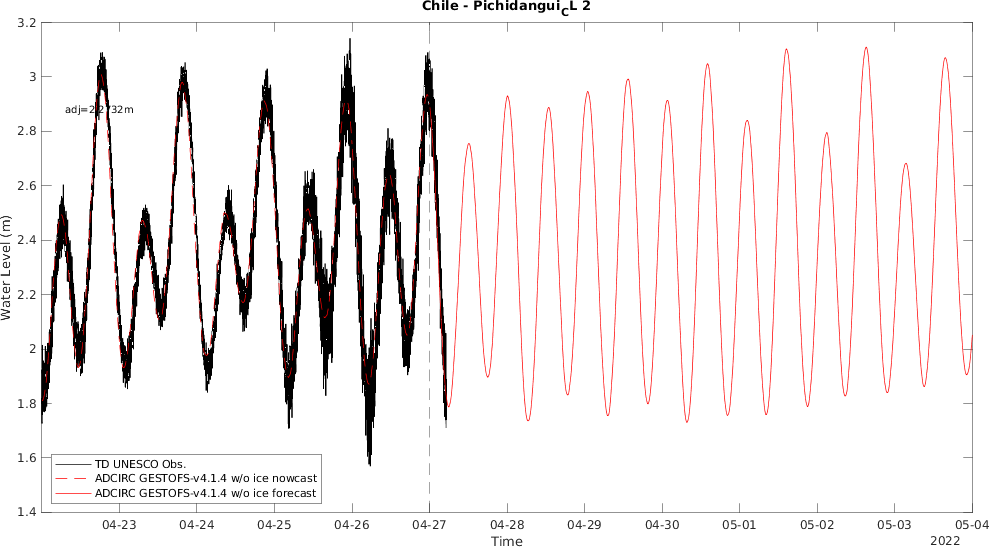 Chile - Pichidangui_CL 2
3.2
3
2.8
2.6
2.4
2.2
2
1.8
1.6
1.4
Water Level (m)
adj=2.2732m
TD UNESCO Obs.
ADCIRC GESTOFS-v4.1.4 w/o ice nowcast
ADCIRC GESTOFS-v4.1.4 w/o ice forecast
04-23 04-24 04-25 04-26 04-27 04-28 04-29 04-30 05-01 05-02 05-03 05-04
Time
2022